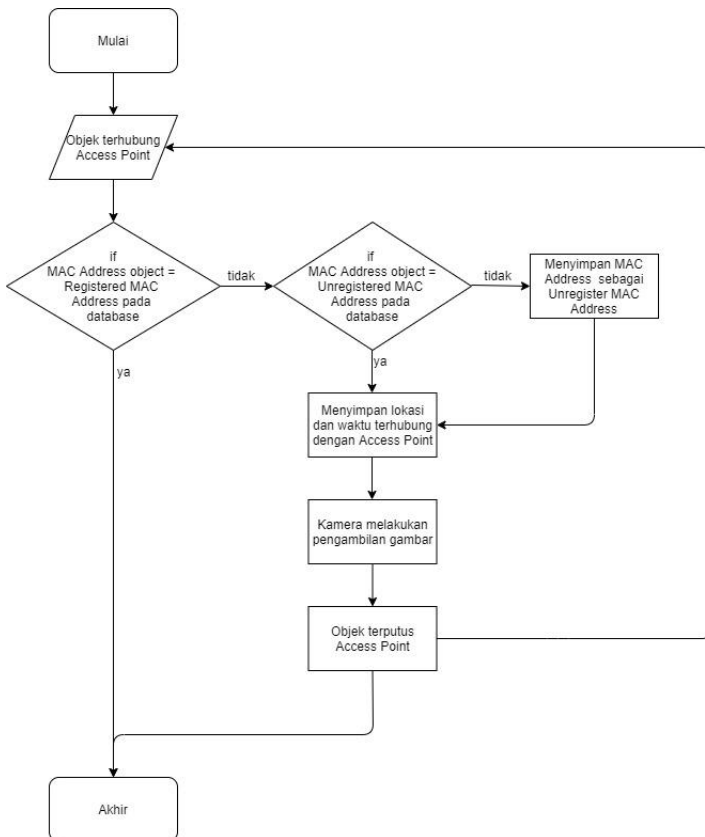 Mulai
Objek terhubung
Access Point
if
MAC Address object =
Registered MAC
Address pada
database
tidak
if
MAC Address object =
Unregistered MAC
Address pada
database
tidak
Menyimpan MAC
Address sebagai
Unregister MAC
Address
ya
ya
Menyimpan lokasi
dan waktu terhubung
dengan Access Point
Kamera melakukan
pengambilan gambar
Objek terputus
Access Point
Akhir